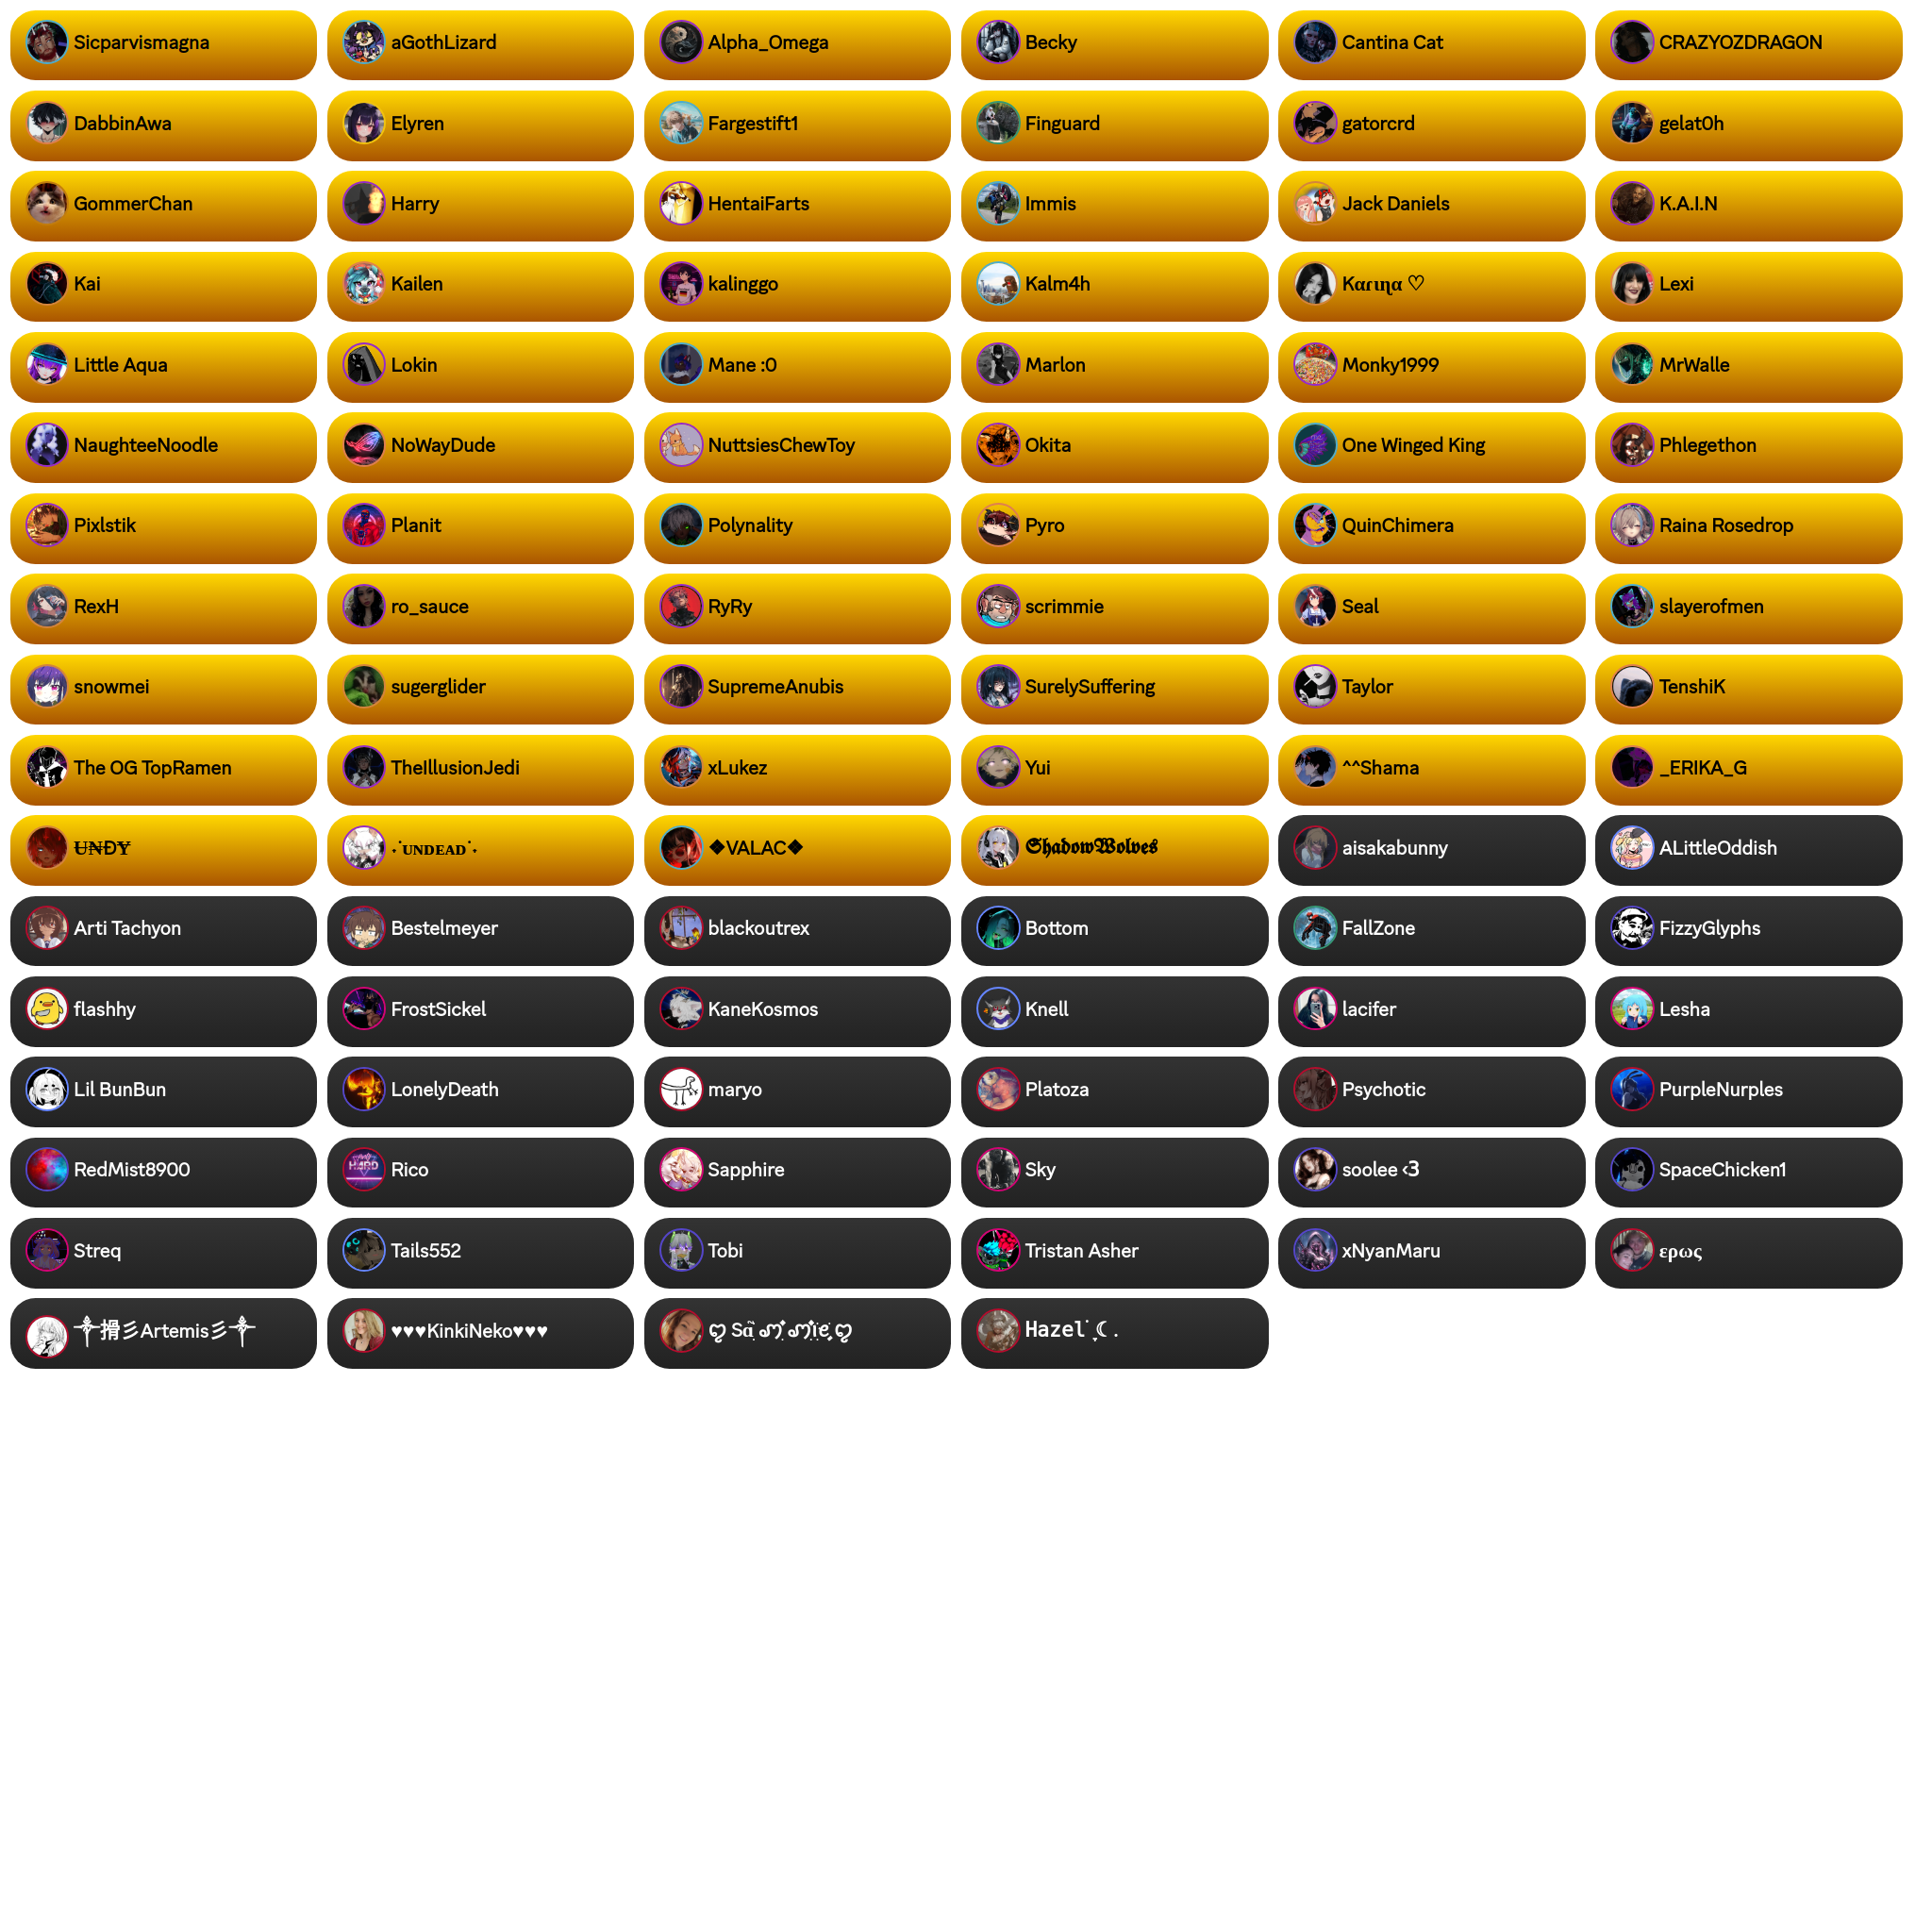 Sicparvismagna
aGothLizard
Alpha_Omega
Becky
Cantina Cat
CRAZYOZDRAGON
DabbinAwa
Elyren
Fargestift1
Finguard
gatorcrd
gelat0h
GommerChan
Harry
HentaiFarts
Immis
Jack Daniels
K.A.I.N
Kai
Kailen
kalinggo
Kalm4h
Kαɾιɳα ♡
Lexi
Little Aqua
Lokin
Mane :0
Marlon
Monky1999
MrWalle
NaughteeNoodle
NoWayDude
NuttsiesChewToy
Okita
One Winged King
Phlegethon
Pixlstik
Planit
Polynality
Pyro
QuinChimera
Raina Rosedrop
RexH
ro_sauce
RyRy
scrimmie
Seal
slayerofmen
snowmei
sugerglider
SupremeAnubis
SurelySuffering
Taylor
TenshiK
The OG TopRamen
TheIllusionJedi
xLukez
Yui
^^Shama
_ERIKA_G
U̶₦ĐɎ
˖˙ᴜɴᴅᴇᴀᴅ˙˖
❖VALAC❖
𝕾𝖍𝖆𝖉𝖔𝖜𝖂𝖔𝖑𝖛𝖊𝖘
aisakabunny
ALittleOddish
Arti Tachyon
Bestelmeyer
blackoutrex
Bottom
FallZone
FizzyGlyphs
flashhy
FrostSickel
KaneKosmos
Knell
lacifer
Lesha
Lil BunBun
LonelyDeath
maryo
Platoza
Psychotic
PurpleNurples
RedMist8900
Rico
Sapphire
Sky
soolee <3
SpaceChicken1
Streq
Tails552
Tobi
Tristan Asher
xNyanMaru
ερως
彡Artemis彡
♥♥♥KinkiNeko♥♥♥
Hazel ☾.